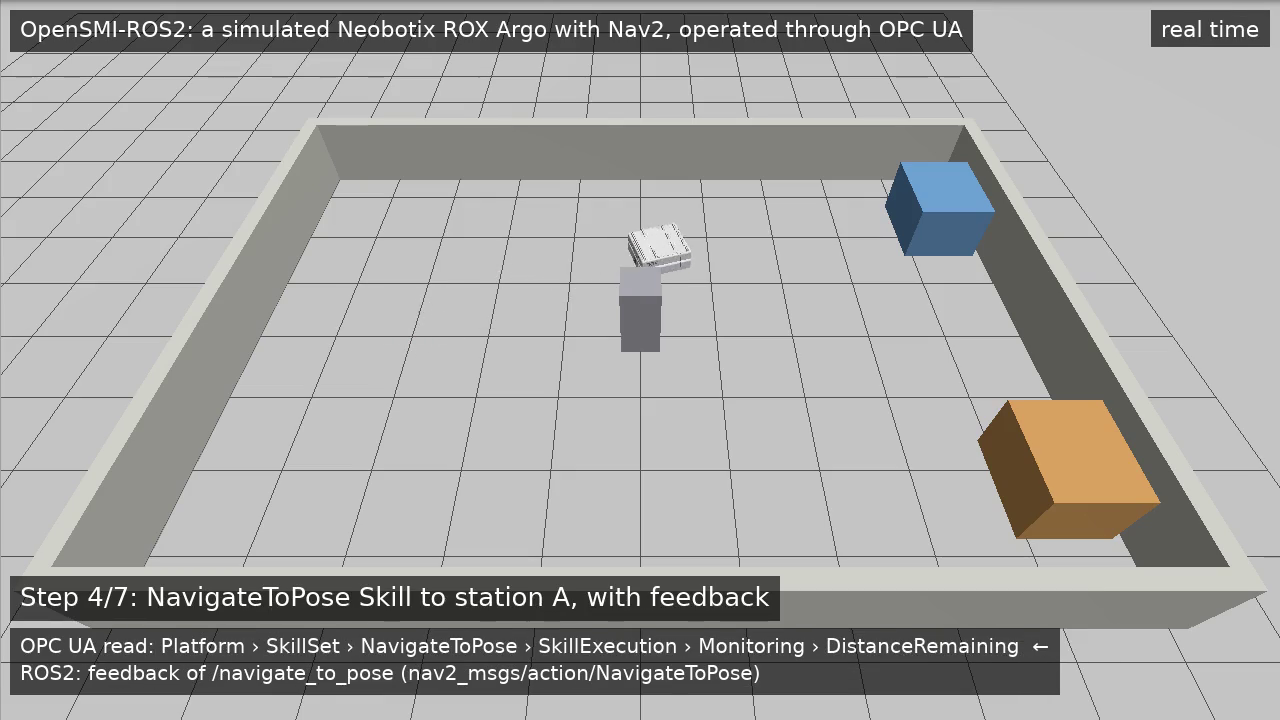 OpenSMI-ROS2: a simulated Neobotix ROX Argo with Nav2, operated through OPC UA
real time
Step 4/7: NavigateToPose Skill to station A, with feedback
OPC UA read: Platform › SkillSet › NavigateToPose › SkillExecution › Monitoring › DistanceRemaining ←
ROS2: feedback of /navigate_to_pose (nav2_msgs/action/NavigateToPose)